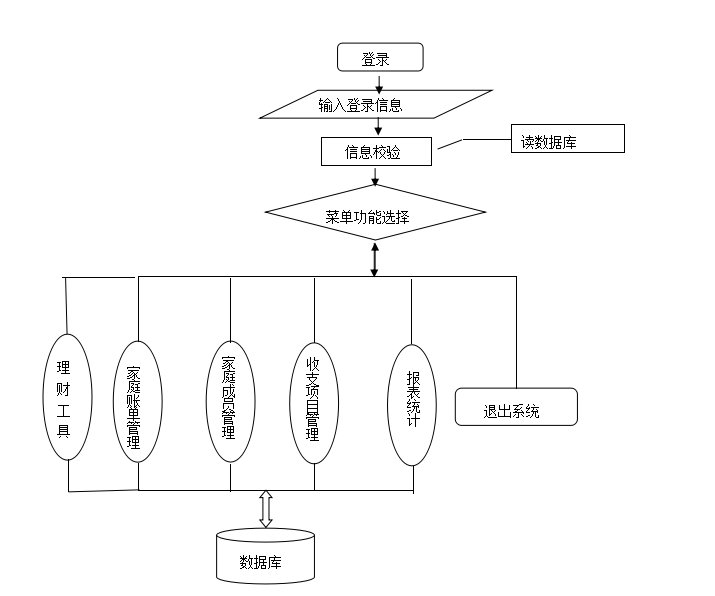 登录
输入登录信息
信息校验
读数据库
菜单功能选择
理财工具
家庭账单管理
家庭成员管理
收支项目管理
报表统计
退出系统
数据库